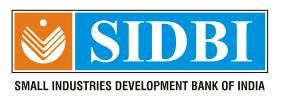 SIDBI
SMALL INDUSTRIES DEVELOPMENT BANK OF INDIA